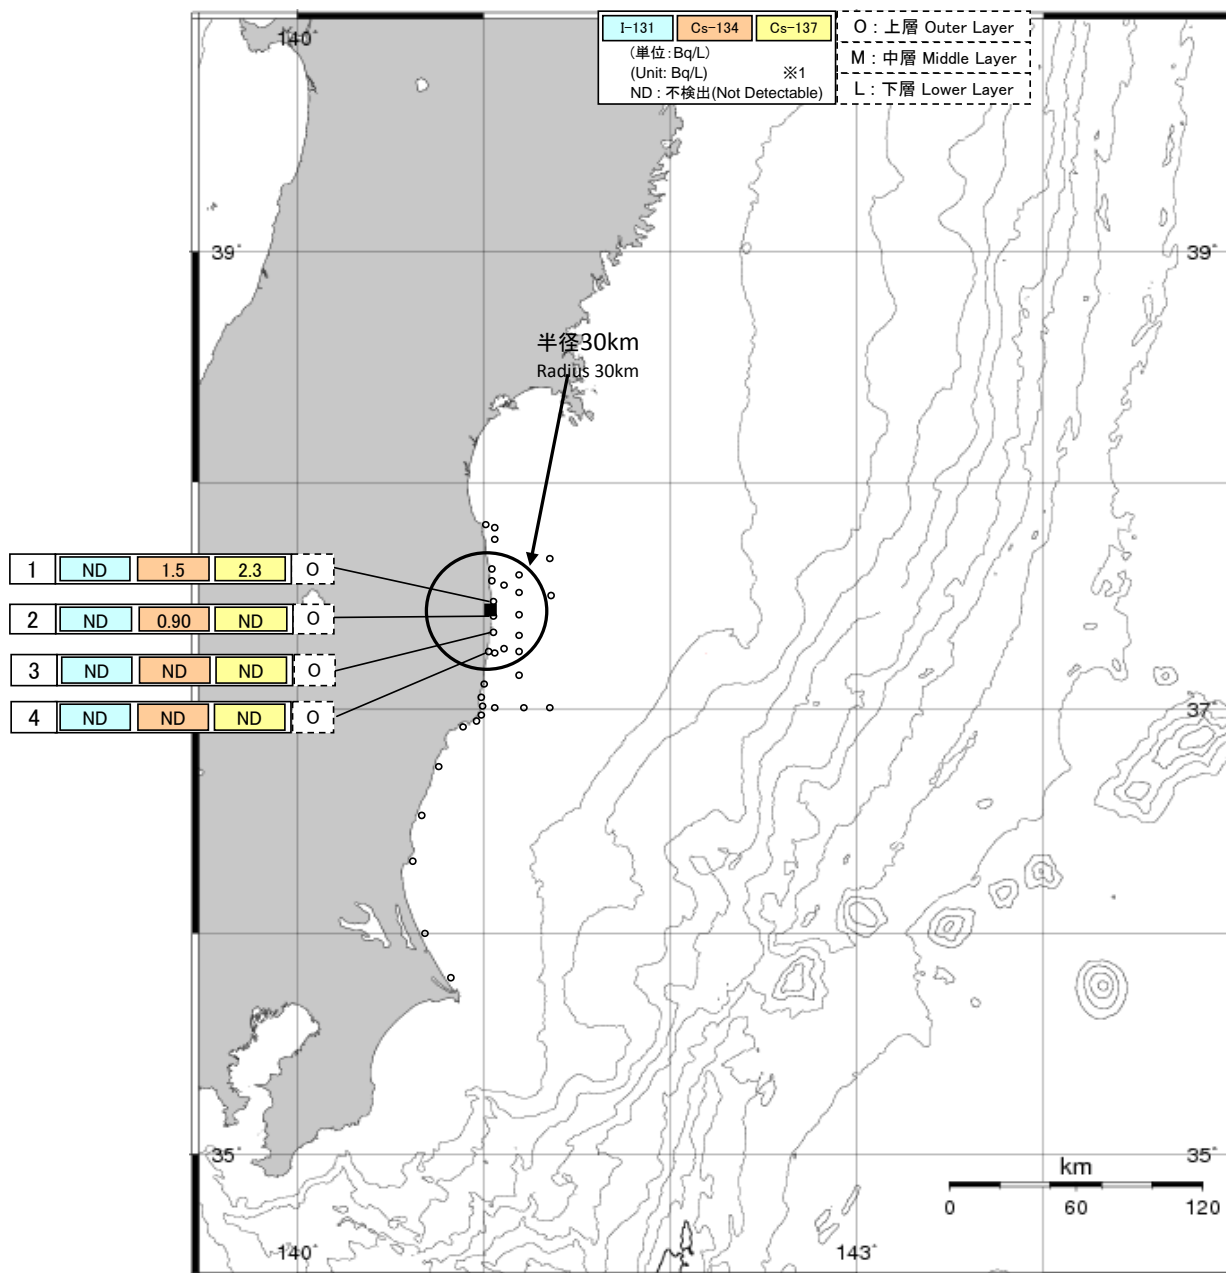 140°
I-131 Cs-134 Cs-137
(単位:Bq/L)
(Unit: Bq/L) ※1
ND : 不検出(Not Detectable)
O : 上層 Outer Layer
M : 中層 Middle Layer
L : 下層 Lower Layer
39° 39°
半径30km
Radius 30km
1 ND 1.5 2.3 O
2 ND 0.90 ND O
3 ND ND ND O
4 ND ND ND O
37°
35° 35°
km
0 60 120
140° 143°